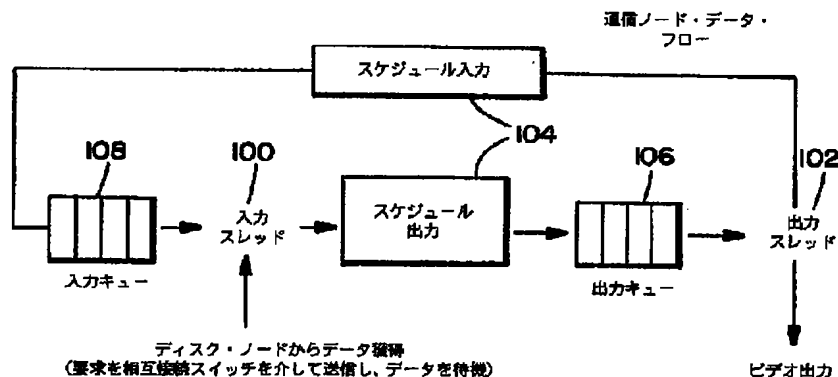 通信ノード・データ・
フロー
スケジュール入力
104
108
100
106
102
入力
スレッド
スケジュール
出力
出力
スレッド
入力キュー
出力キュー
ディスク・ノードからデータ獲得
(要求を相互接続スイッチを介して送信し、データを待機)
ビデオ出力